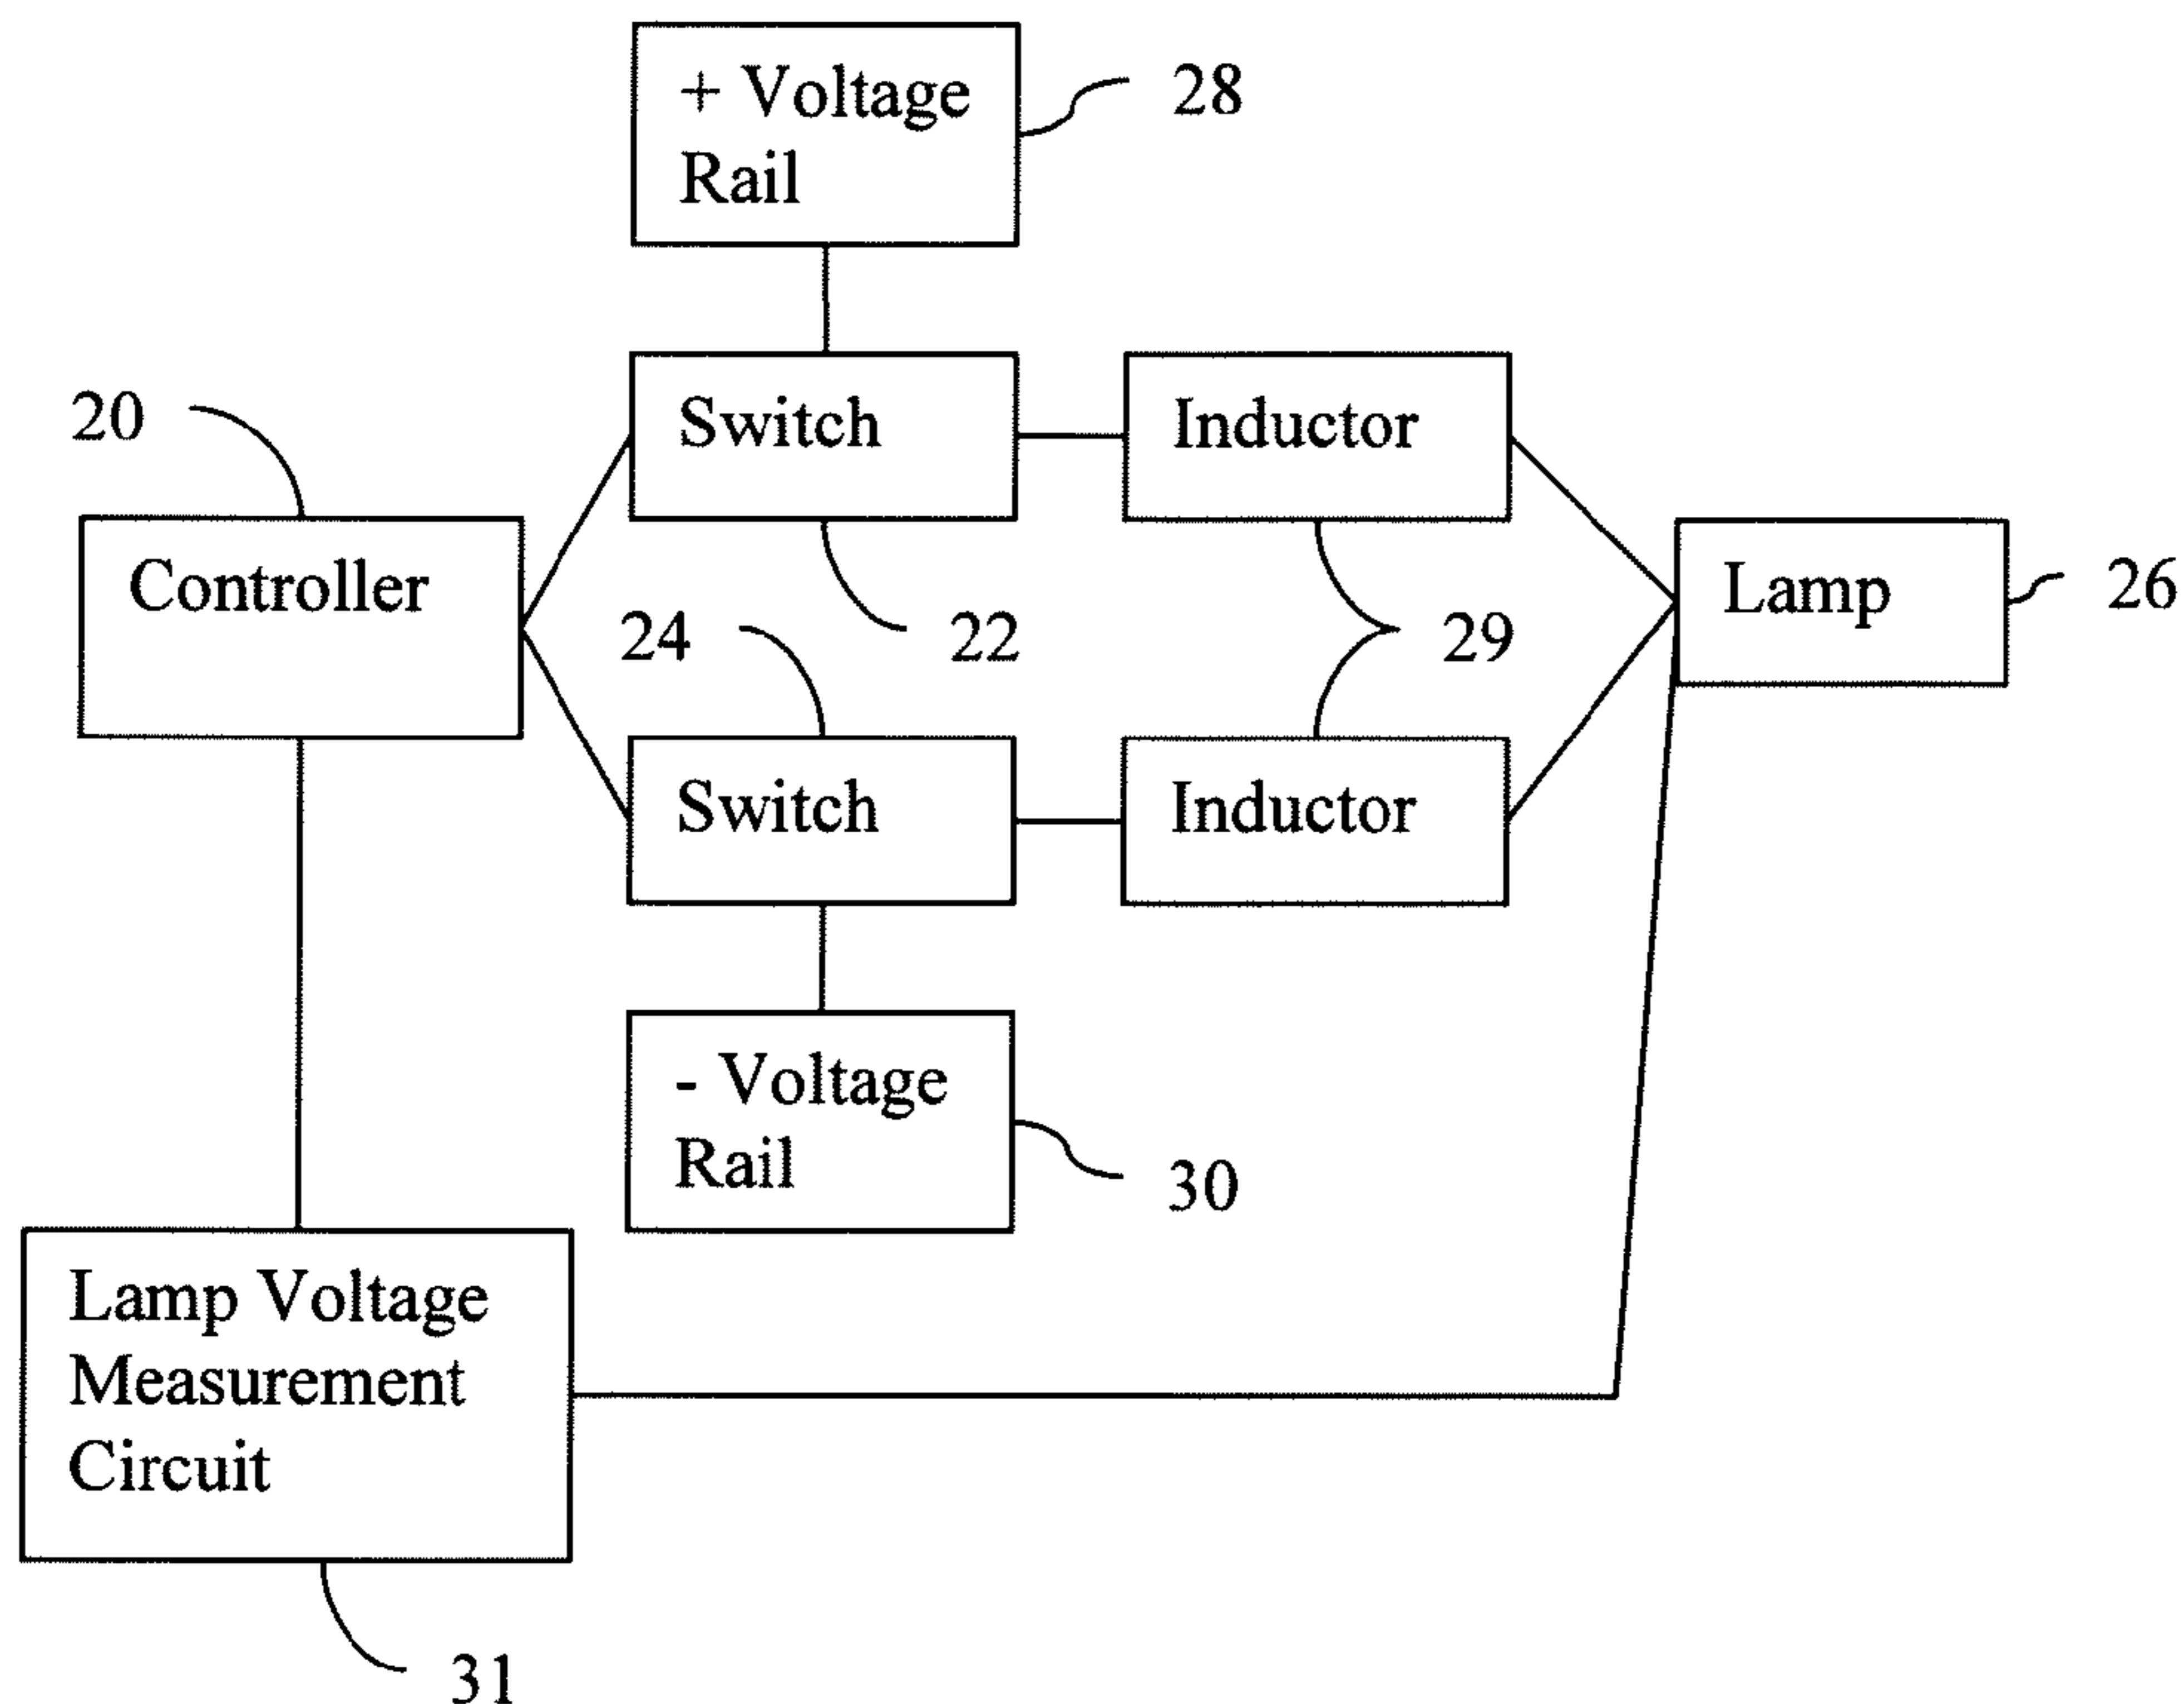 + Voltage
Rail
28
20
Switch
Inductor
Controller
Lamp
26
24
22
29
Switch
Inductor
- Voltage
Rail
30
Lamp Voltage
Measurement
Circuit
31